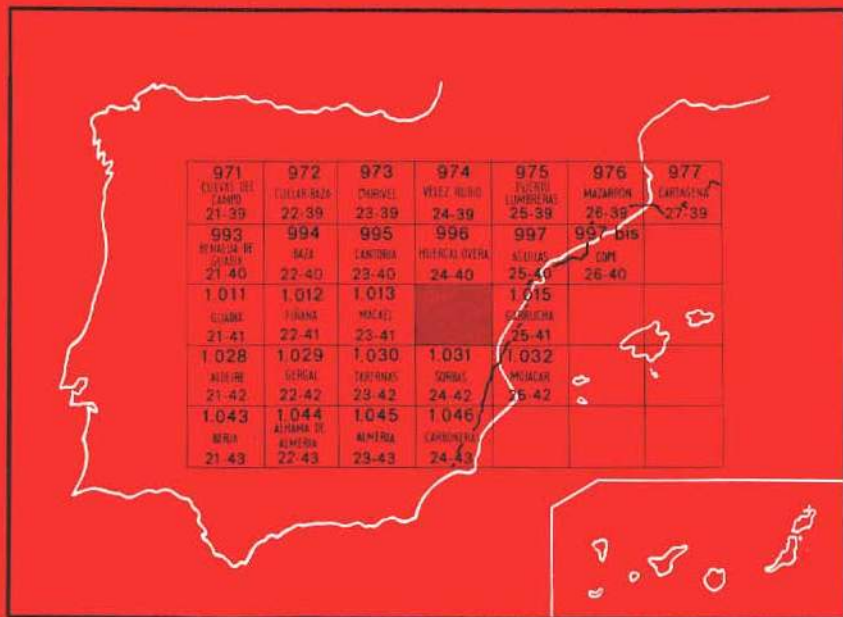 971
CUEVAS DEL
CAMPO
21-39
972
CULLAR-BAZA
22-39
973
CHIRIVEL
23-39
974
VELEZ RUBIO
24-39
975
PUERTO
LUMBRERAS
25-39
976
MAZARRON
26-39
977
CARTAGENA
27-39
993
BENALUA DE
GUADIX
21-40
994
BAZA
22-40
995
CANTORIA
23-40
996
HUERCAL OVERA
24-40
997
AGUILAS
25-40
997 bis
COPE
26-40
1.011
GUADIX
21-41
1.012
FIÑANA
22-41
1.013
MACAEL
23-41
1.015
GARRUCHA
25-41
1.028
ALDEIRE
21-42
1.029
GERGAL
22-42
1.030
TABERNAS
23-42
1.031
SORBAS
24-42
1.032
MOJACAR
25-42
1.043
BERJA
21-43
1.044
ALHAMA DE
ALMERIA
22-43
1.045
ALMERIA
23-43
1.046
CARBONERAS
24-43